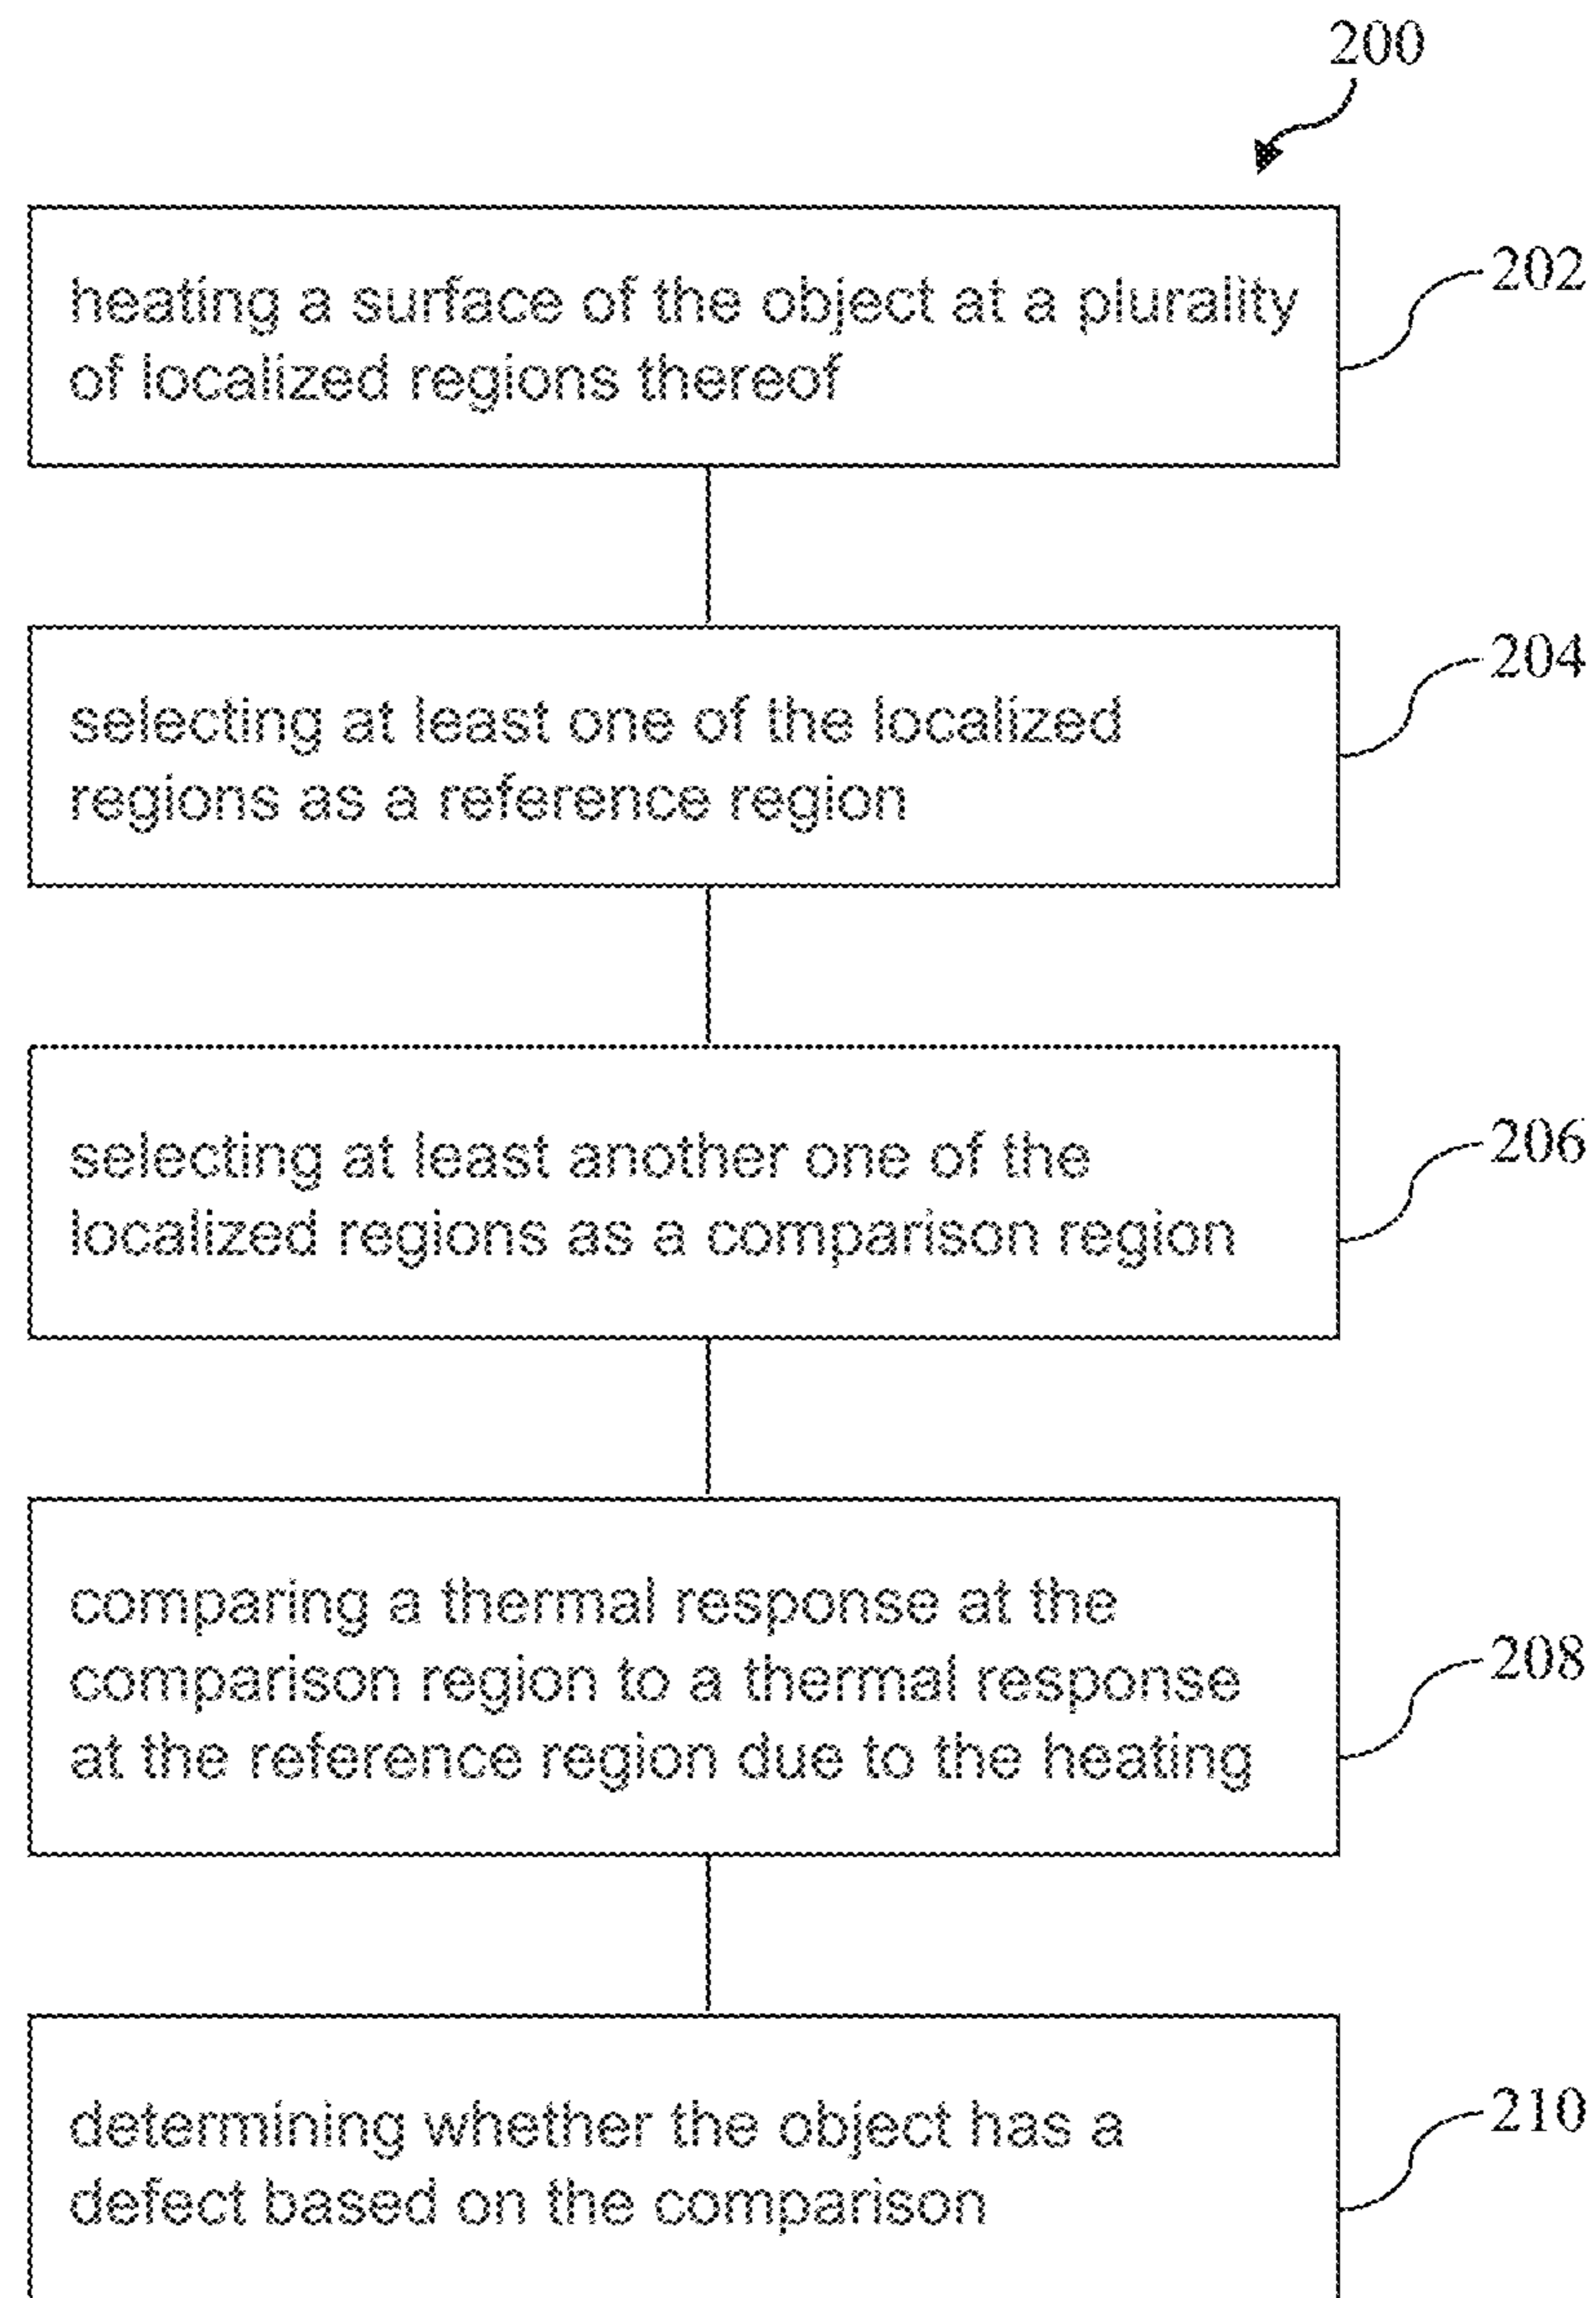 200
heating a surface of the object at a plurality
of localized regions thereof
202
selecting at least one of the localized
regions as a reference region
204
selecting at least another one of the
localized regions as a comparison region
206
comparing a thermal response at the
comparison region to a thermal response
at the reference region due to the heating
208
determining whether the object has a
defect based on the comparison
210